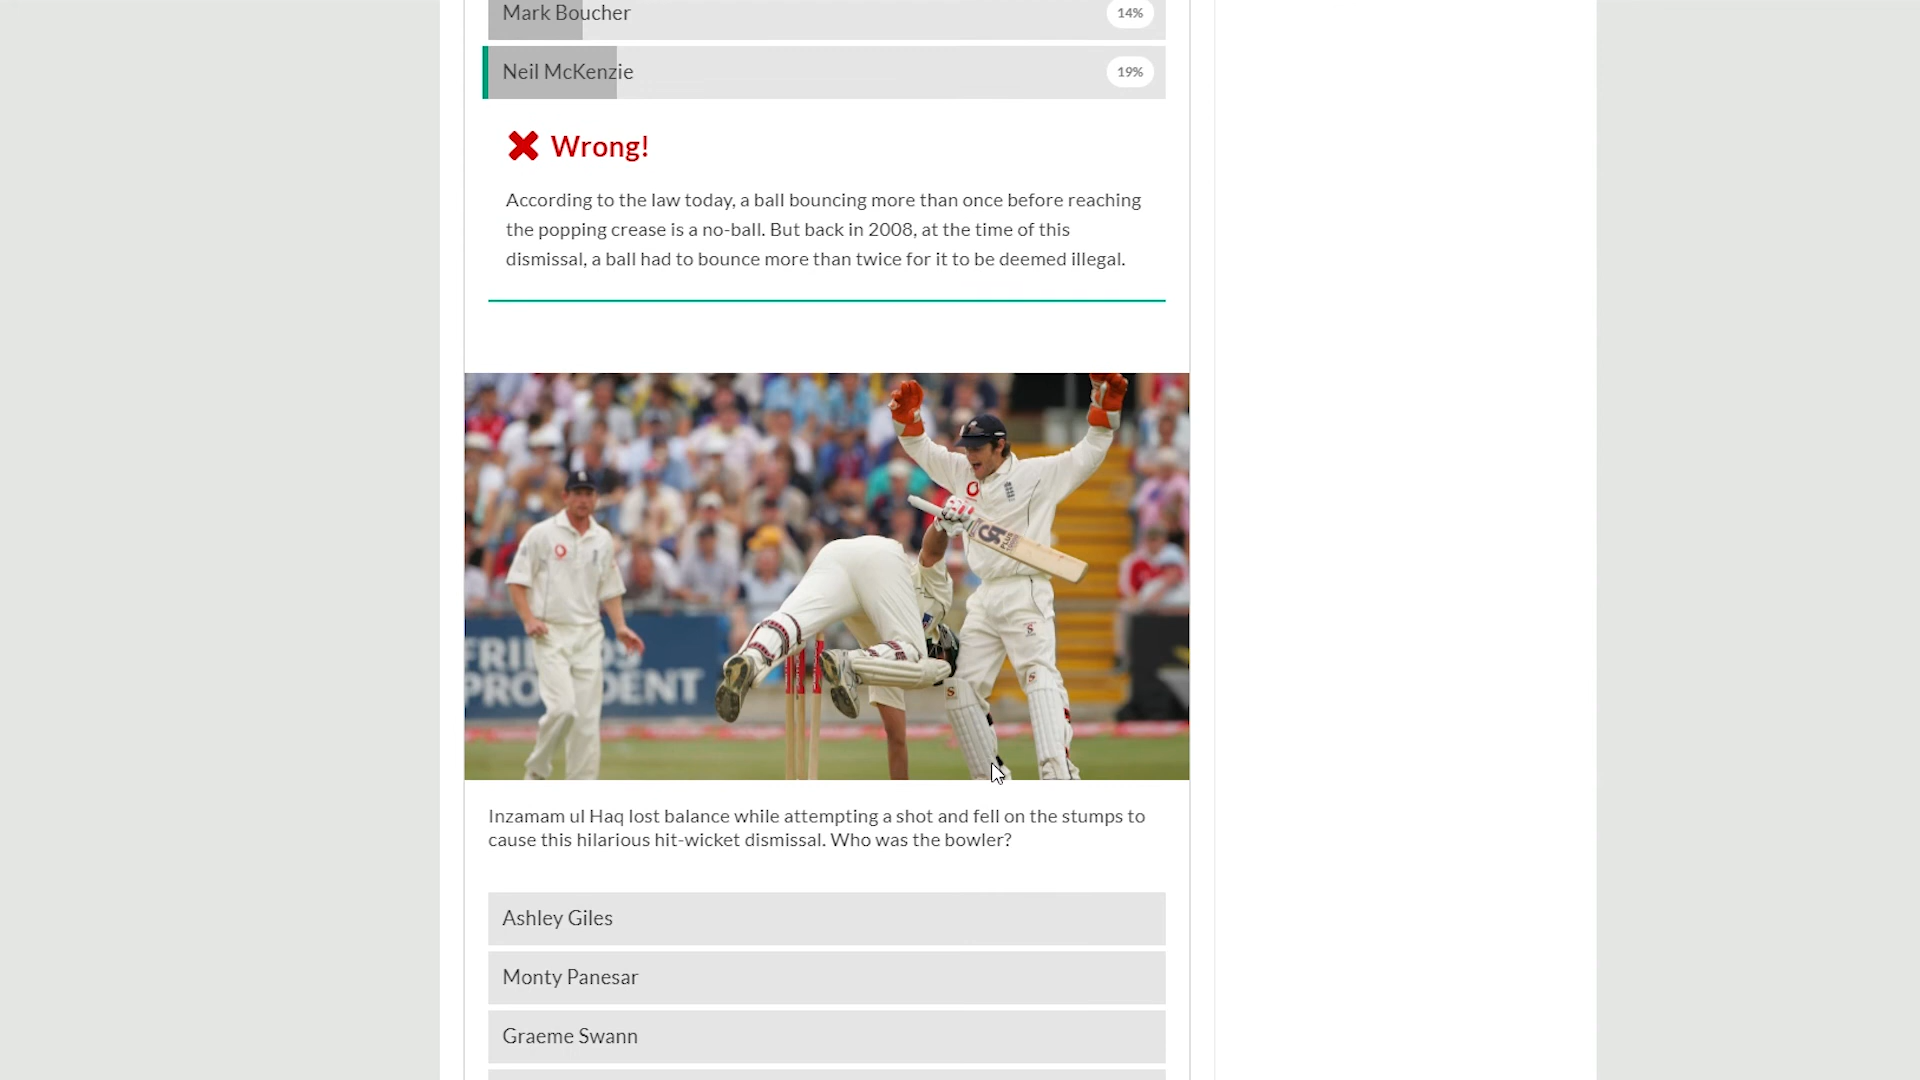 Mark Boucher
14%
Neil McKenzie
19%
Wrong!
According to the law today, a ball bouncing more than once before reaching
the popping crease is a no-ball. But back in 2008, at the time of this
dismissal, a ball had to bounce more than twice for it to be deemed illegal.
FRIENDS
PROVIDENT
CA
PLUS
Inzamam ul Haq lost balance while attempting a shot and fell on the stumps to
cause this hilarious hit-wicket dismissal. Who was the bowler?
Ashley Giles
Monty Panesar
Graeme Swann